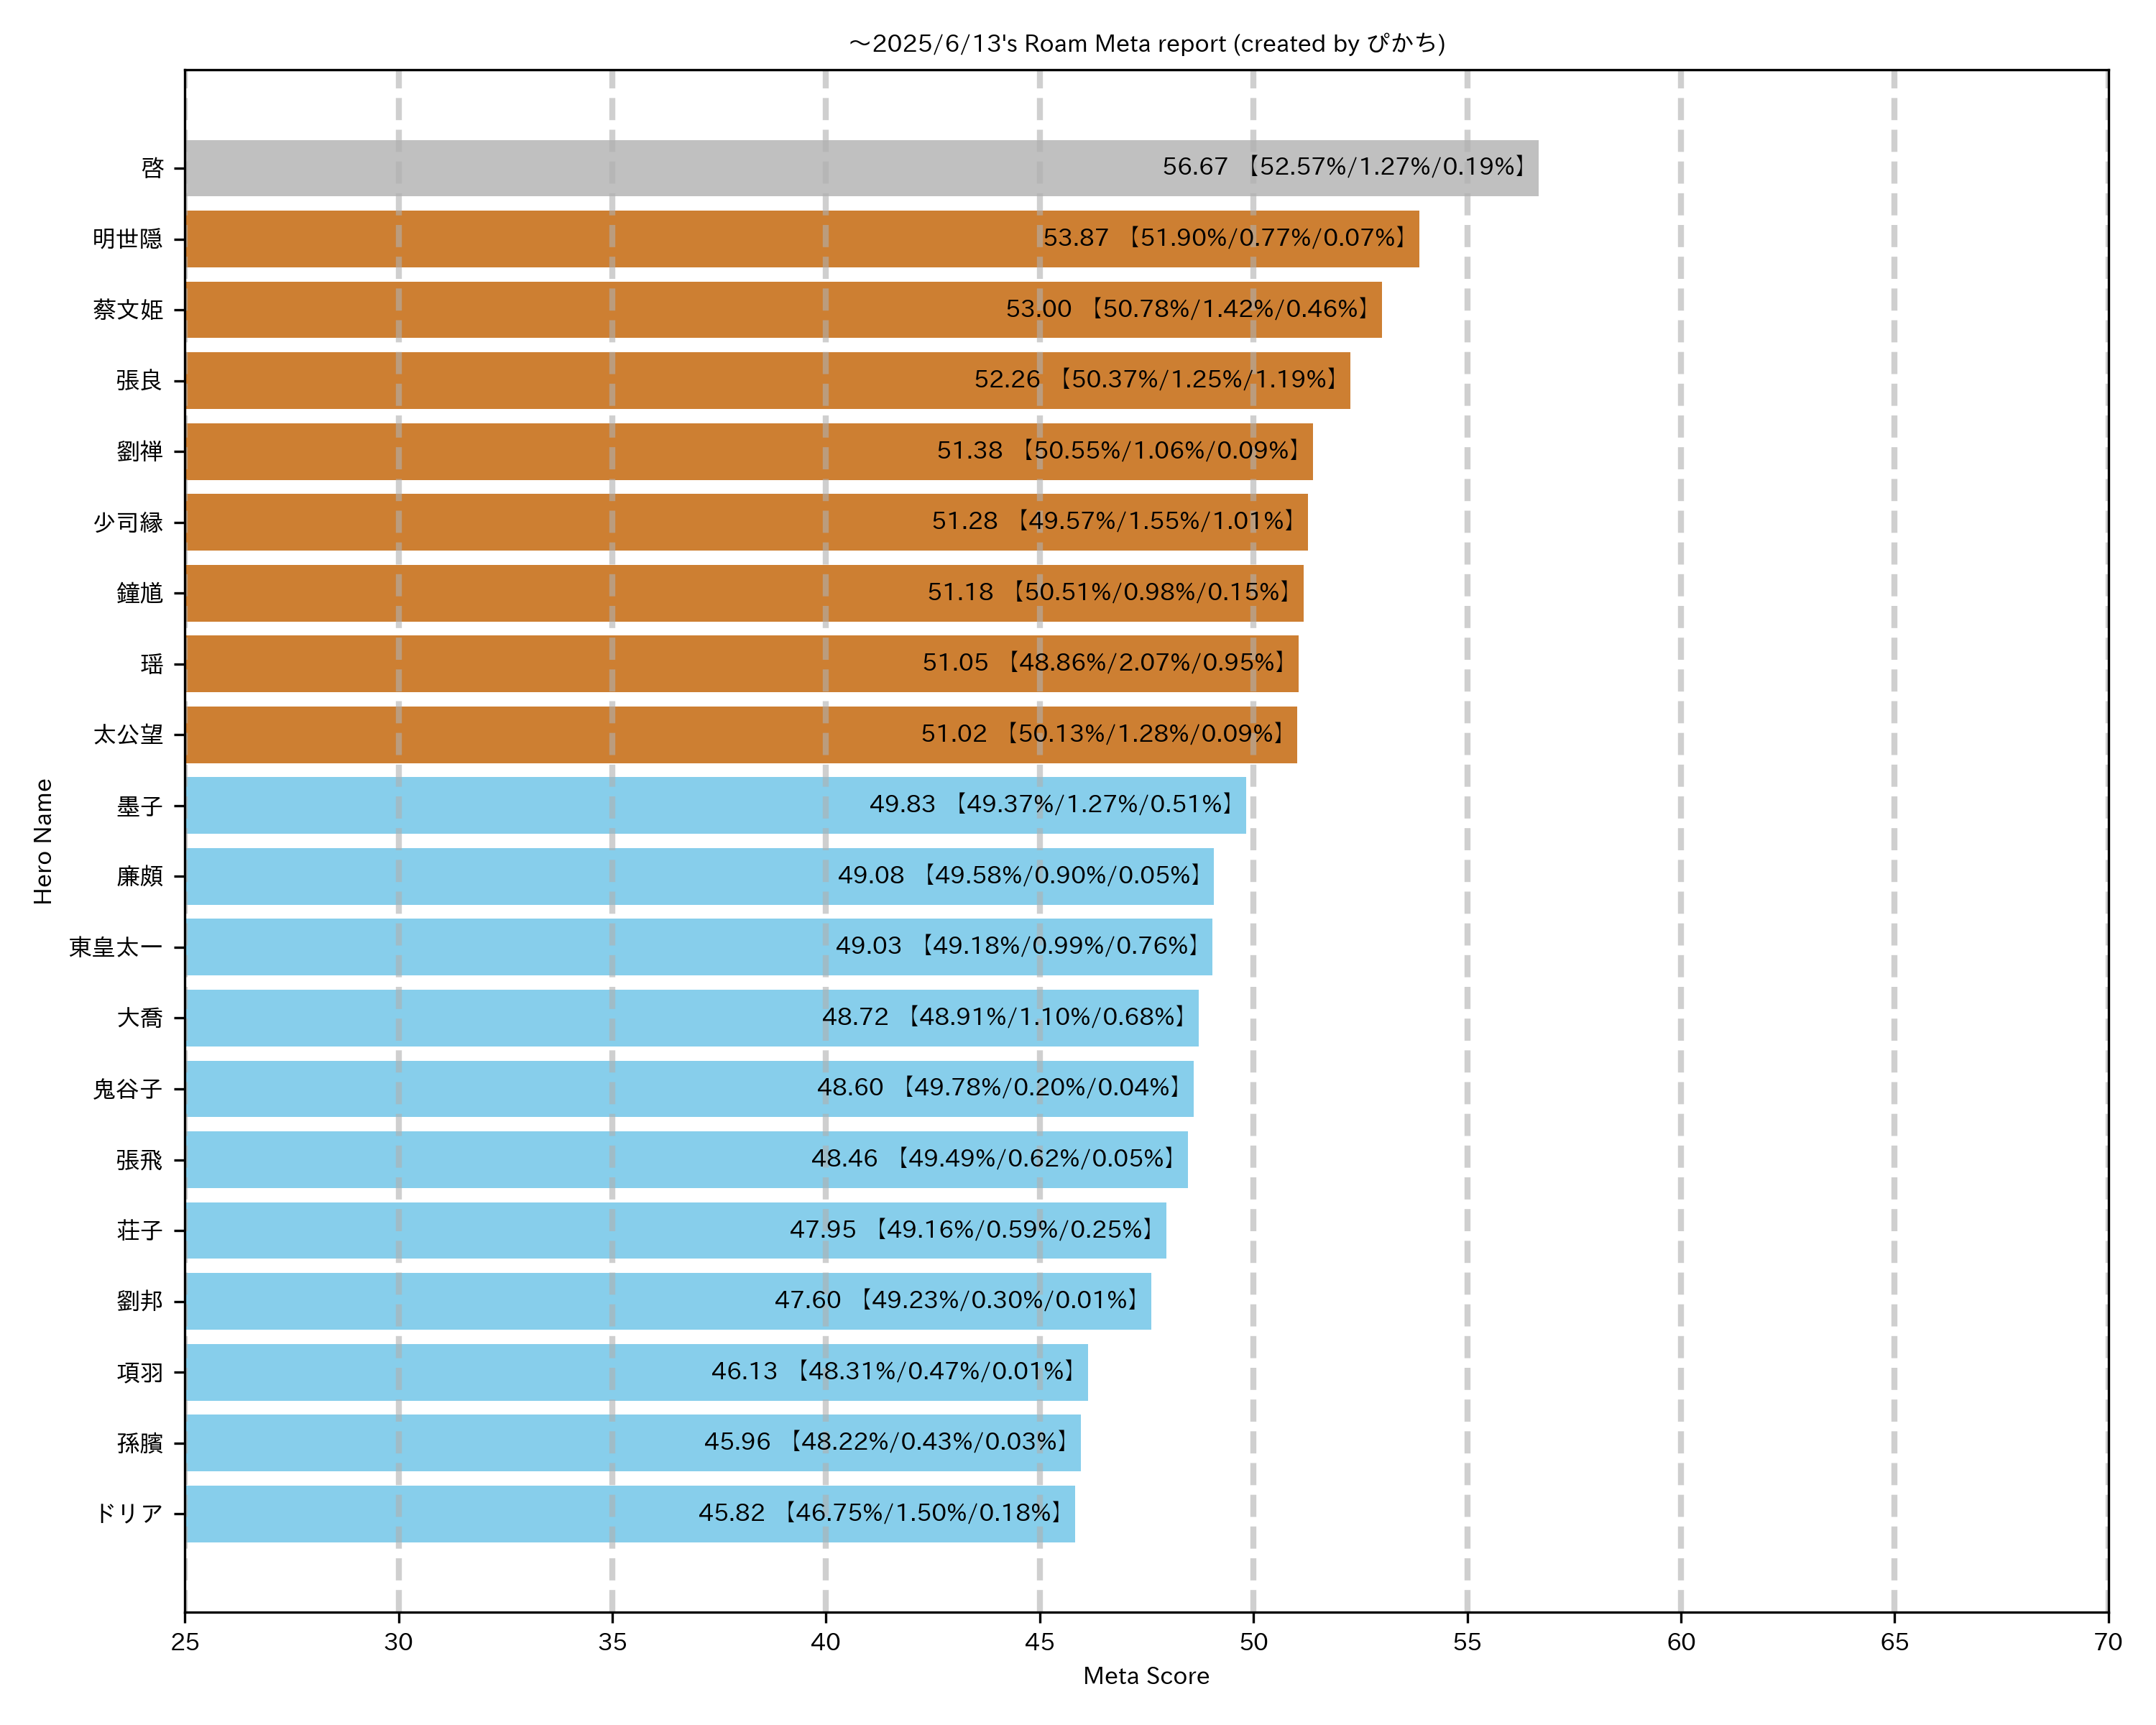 ～2025/6/13's Roam Meta report (created by ぴかち)
啓 56.67 【52.57%/1.27%/0.19%】
明世隠 53.87 【51.90%/0.77%/0.07%】
蔡文姫 53.00 【50.78%/1.42%/0.46%】
張良 52.26 【50.37%/1.25%/1.19%】
劉禅 51.38 【50.55%/1.06%/0.09%】
少司縁 51.28 【49.57%/1.55%/1.01%】
鐘馗 51.18 【50.51%/0.98%/0.15%】
瑶 51.05 【48.86%/2.07%/0.95%】
太公望 51.02 【50.13%/1.28%/0.09%】
墨子 49.83 【49.37%/1.27%/0.51%】
廉頗 49.08 【49.58%/0.90%/0.05%】
東皇太一 49.03 【49.18%/0.99%/0.76%】
大喬 48.72 【48.91%/1.10%/0.68%】
鬼谷子 48.60 【49.78%/0.20%/0.04%】
張飛 48.46 【49.49%/0.62%/0.05%】
荘子 47.95 【49.16%/0.59%/0.25%】
劉邦 47.60 【49.23%/0.30%/0.01%】
項羽 46.13 【48.31%/0.47%/0.01%】
孫臏 45.96 【48.22%/0.43%/0.03%】
ドリア 45.82 【46.75%/1.50%/0.18%】
Hero Name
25 30 35 40 45 50 55 60 65 70
Meta Score